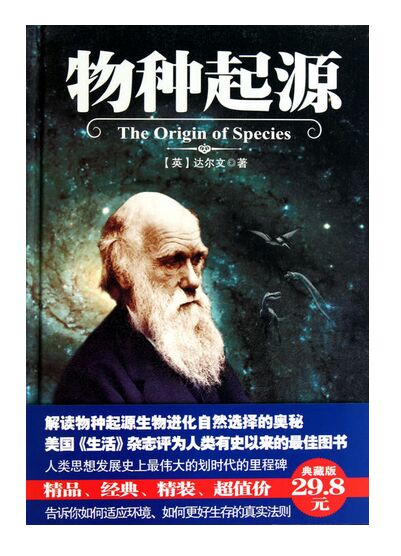 物种起源
The Origin of Species
【英】达尔文◎著
解读物种起源生物进化自然选择的奥秘
美国《生活》杂志评为人类有史以来的最佳图书
人类思想发展史上最伟大的划时代的里程碑
精品、经典、精装、超值价
告诉你如何适应环境、如何更好生存的真实法则
典藏版
29.8
元